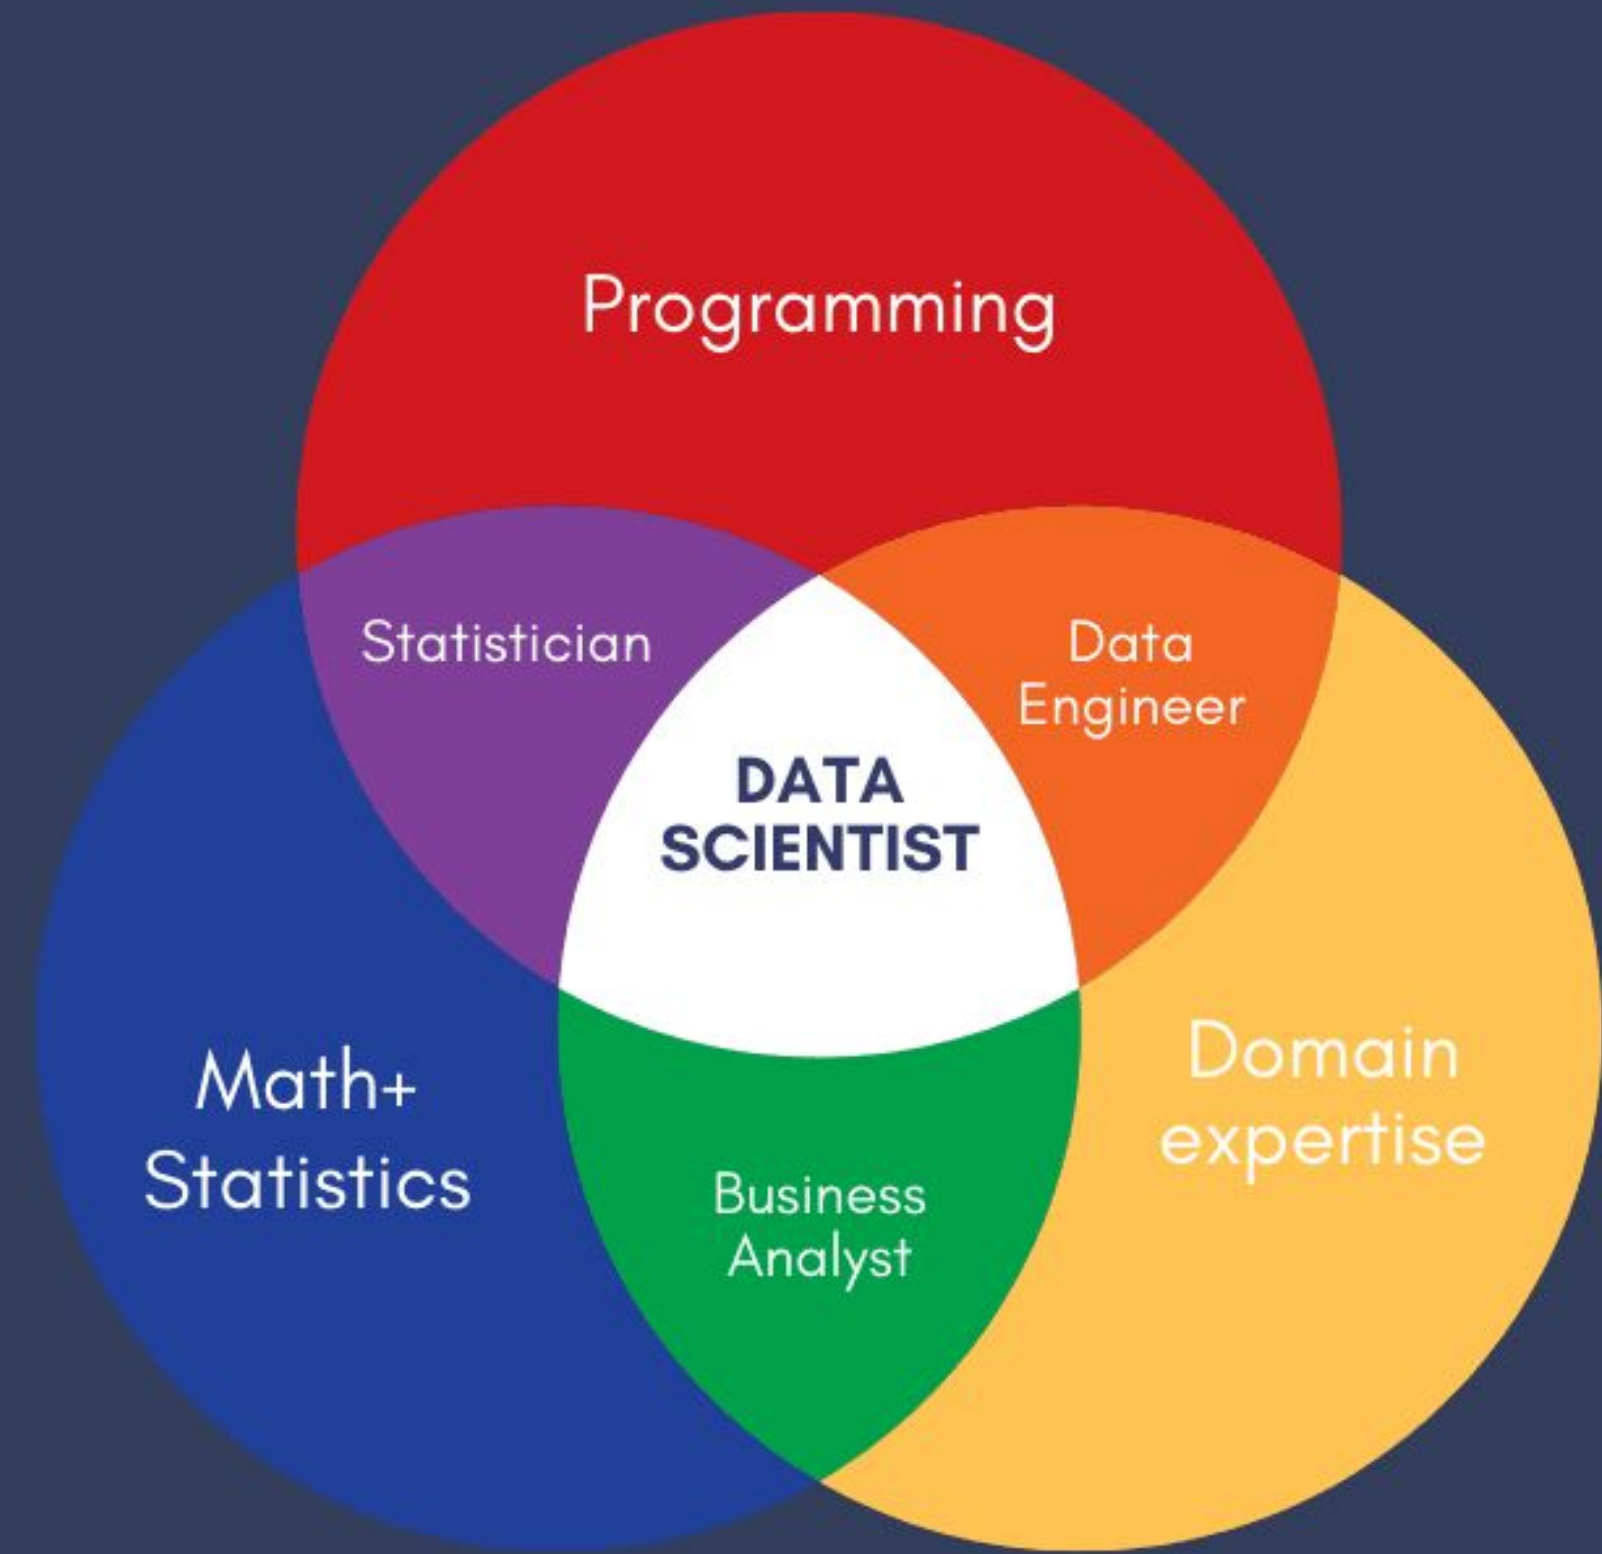 Programming
Statistician
Data
Engineer
DATA
SCIENTIST
Math+
Statistics
Domain
expertise
Business
Analyst